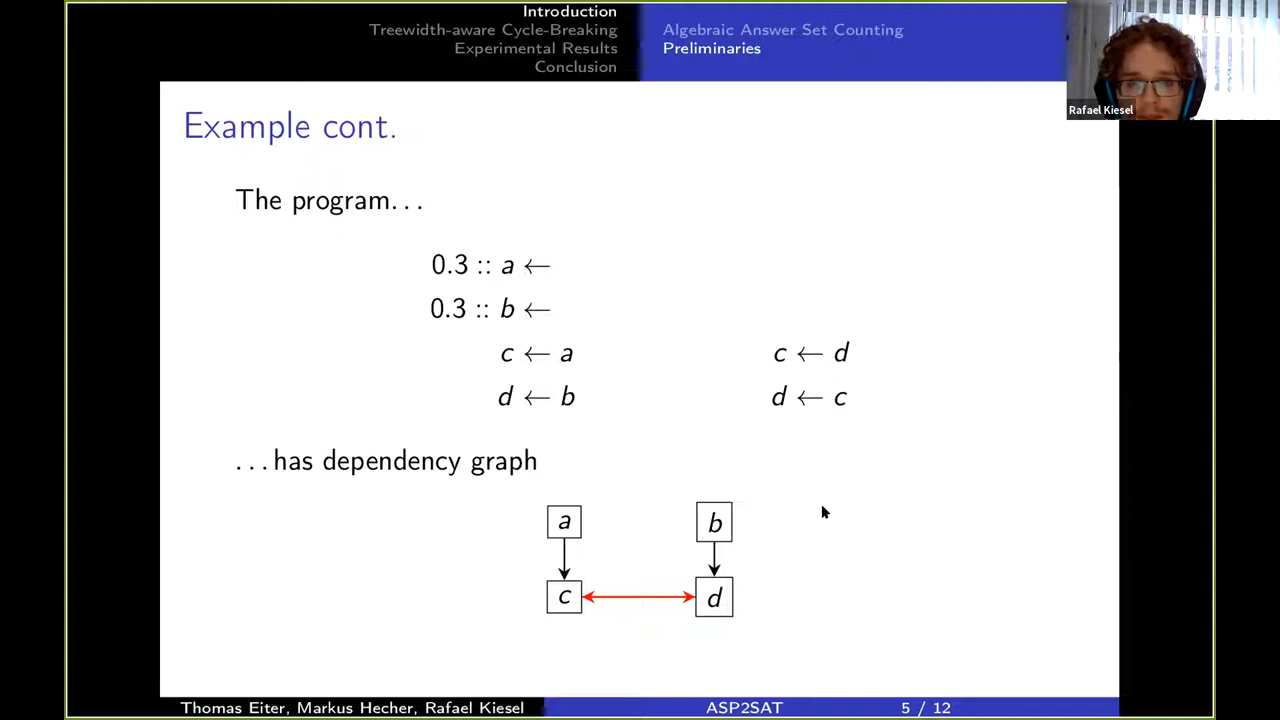 Introduction
Treewidth-aware Cycle-Breaking
Experimental Results
Conclusion
Algebraic Answer Set Counting
Preliminaries
Rafael Kiesel
Example cont.
The program. . .
0.3 :: a ←
0.3 :: b ←
c ← a
c ← d
d ← b
d ← c
. . . has dependency graph
a
b
c
d
Thomas Eiter, Markus Hecher, Rafael Kiesel
ASP2SAT
5 / 12